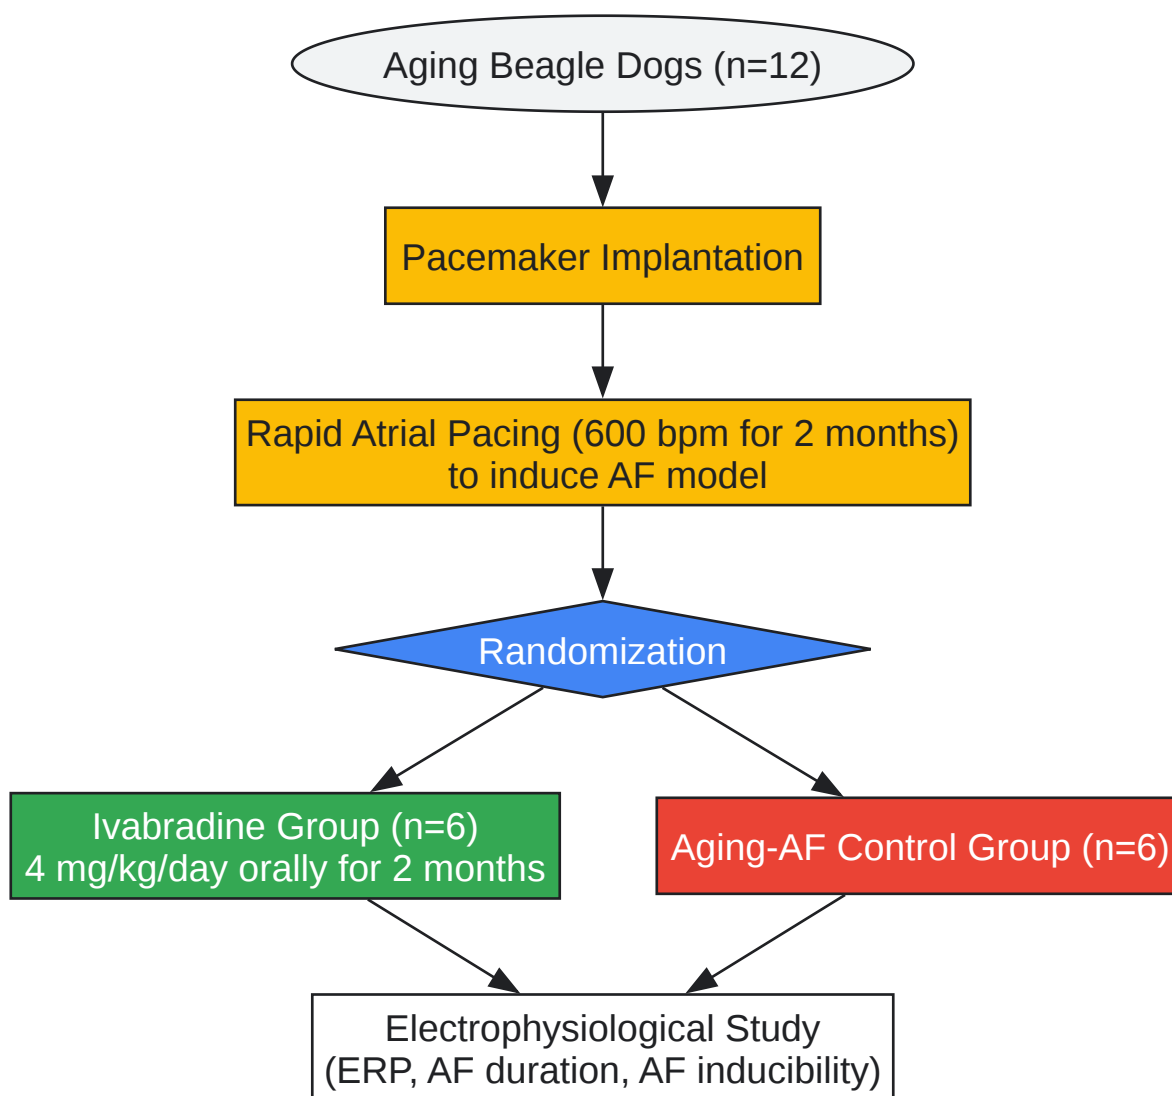 Aging Beagle Dogs (n=12)
Pacemaker Implantation
Rapid Atrial Pacing (600 bpm for 2 months)
to induce AF model
Randomization
Ivabradine Group (n=6)
4 mg/kg/day orally for 2 months
Aging-AF Control Group (n=6)
Electrophysiological Study
(ERP, AF duration, AF inducibility)